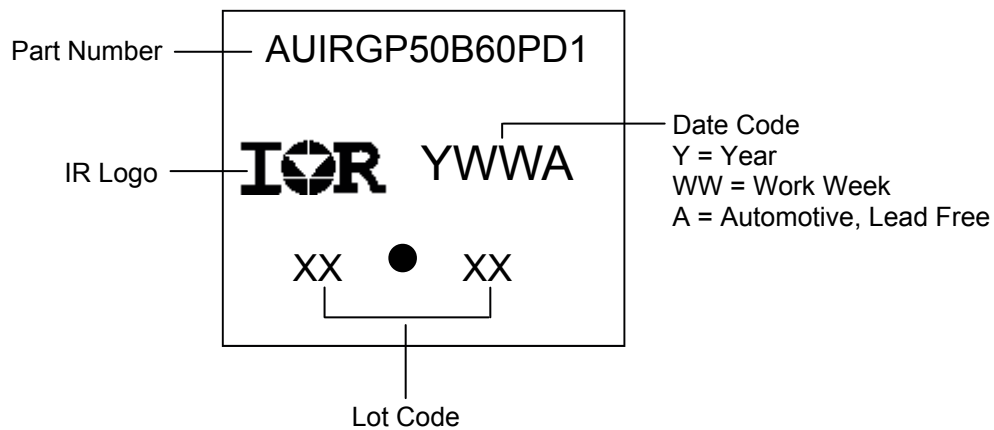 Part Number
AUIRGP50B60PD1
IR Logo
IOR
YWWA
Date Code
Y = Year
WW = Work Week
A = Automotive, Lead Free
XX XX
Lot Code